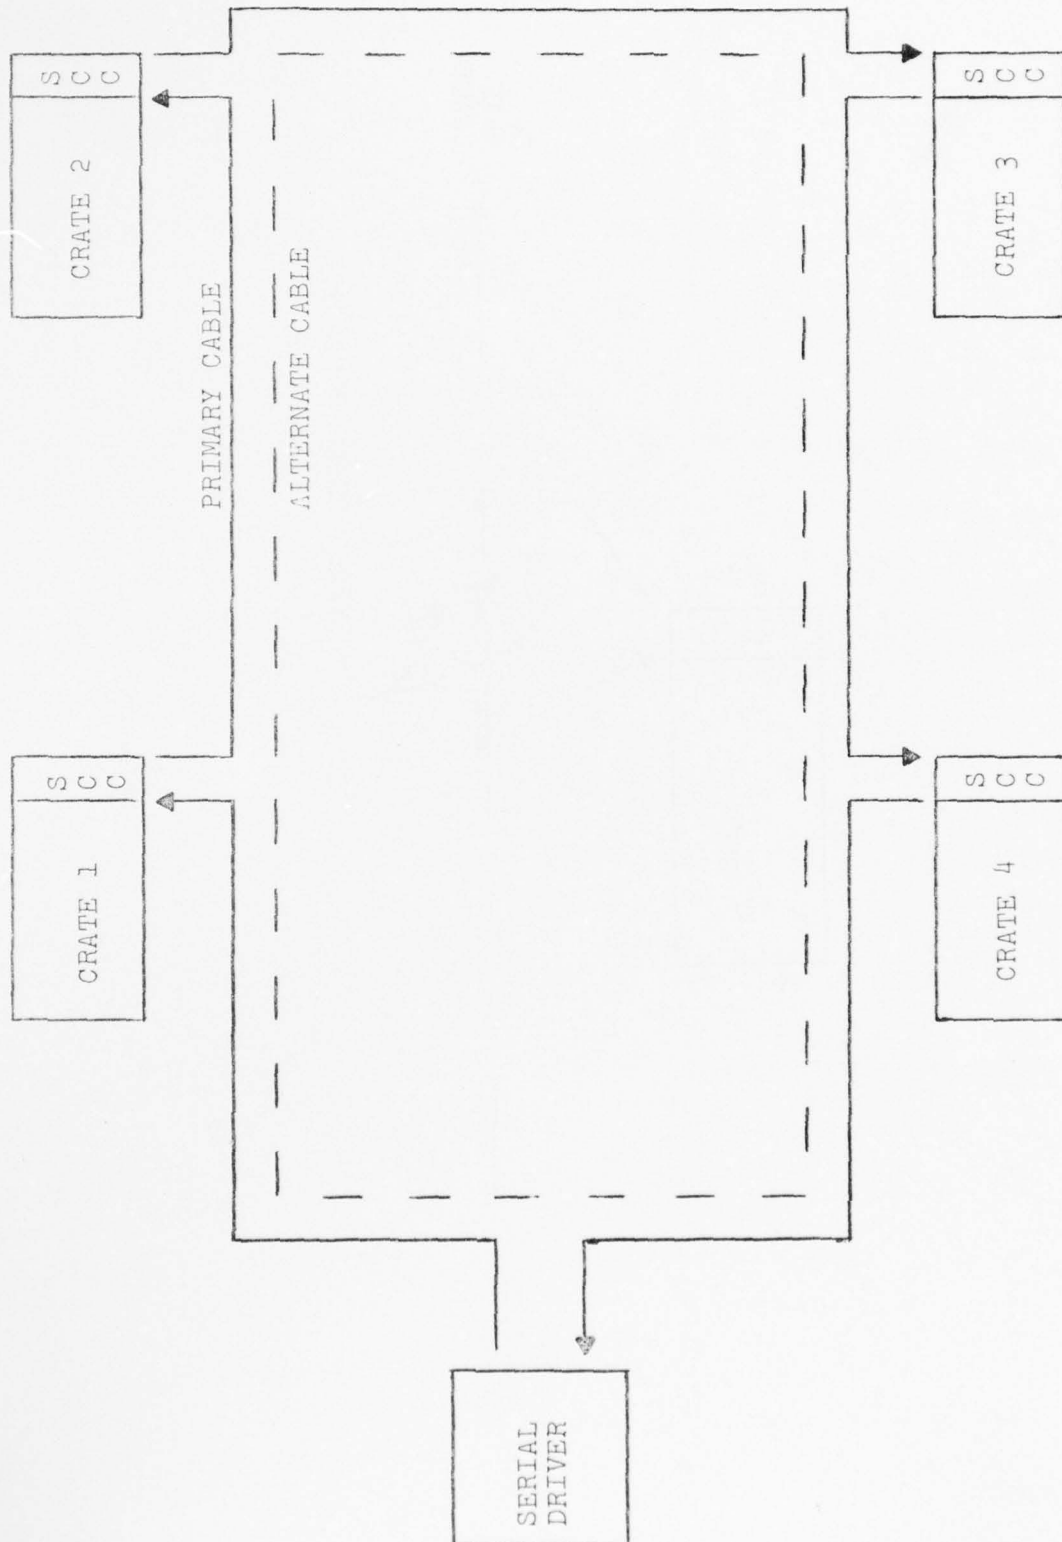 CRATE 2
S
C
C
CRATE 3
S
C
C
PRIMARY CABLE
ALTERNATE CABLE
CRATE 1
S
C
C
CRATE 4
S
C
C
SERIAL
DRIVER